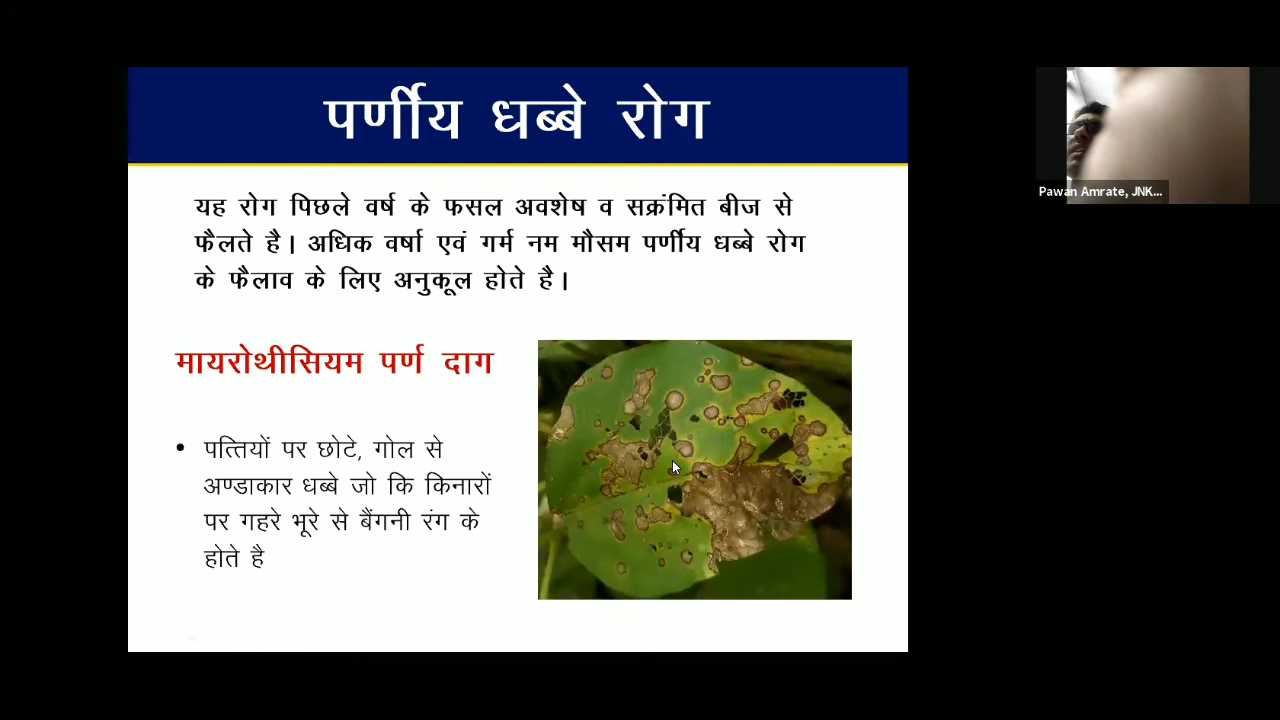 पर्णीय धब्बे रोग
यह रोग पिछले वर्ष के फसल अवशेष व सक्रंमित बीज से
फैलते है। अधिक वर्षा एवं गर्म नम मौसम पर्णीय धब्बे रोग
के फैलाव के लिए अनुकूल होते है।
मायरोथीसियम पर्ण दाग
• पत्तियों पर छोटे, गोल से
अण्डाकार धब्बे जो कि किनारों
पर गहरे भूरे से बैंगनी रंग के
होते है
Pawan Amrate, JNK...